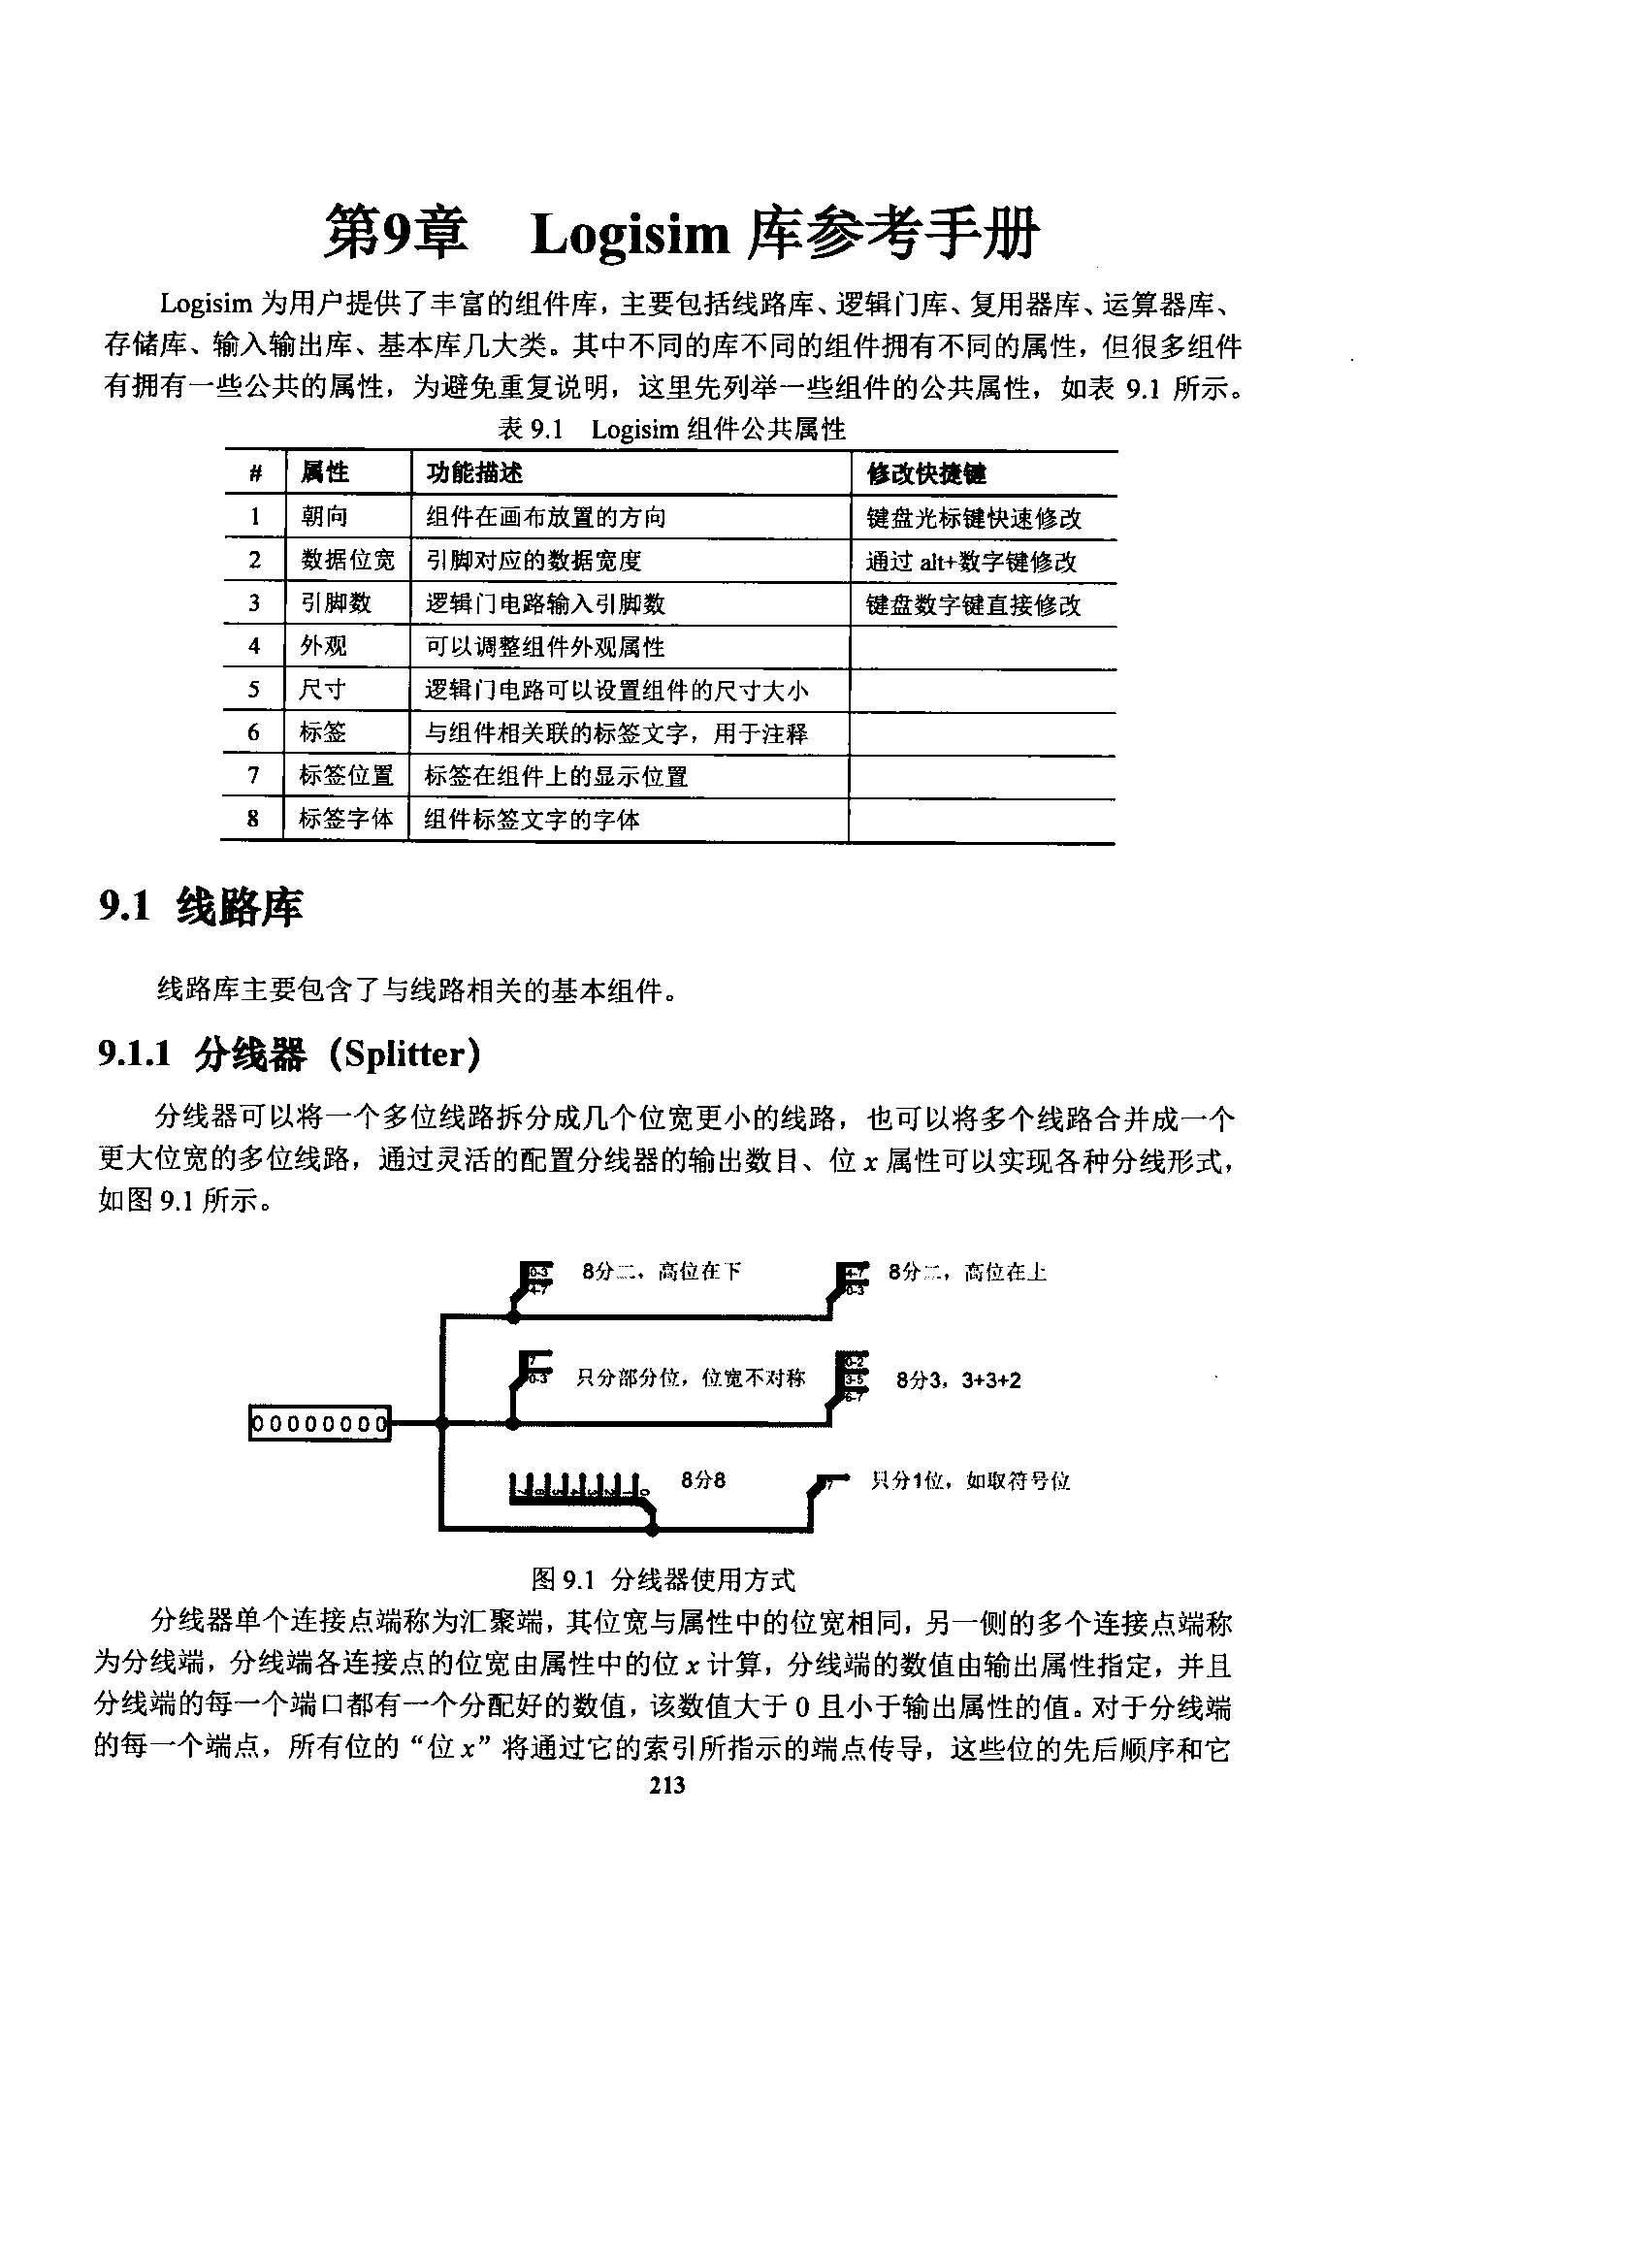 第9章 Logisim 库参考手册
Logisim 为用户提供了丰富的组件库，主要包括线路库、逻辑门库、复用器库、运算器库、
存储库、输入输出库、基本库几大类。其中不同的库不同的组件拥有不同的属性，但很多组件
有拥有一些公共的属性，为避免重复说明，这里先列举一些组件的公共属性，如表 9.1 所示。
表 9.1 Logisim 组件公共属性
# 属性 功能描述 修改快捷键
1 朝向 组件在画布放置的方向 键盘光标键快速修改
2 数据位宽 引脚对应的数据宽度 通过 alt+数字键修改
3 引脚数 逻辑门电路输入引脚数 键盘数字键直接修改
4 外观 可以调整组件外观属性
5 尺寸 逻辑门电路可以设置组件的尺寸大小
6 标签 与组件相关联的标签文字，用于注释
7 标签位置 标签在组件上的显示位置
8 标签字体 组件标签文字的字体
9.1 线路库
线路库主要包含了与线路相关的基本组件。
9.1.1 分线器（Splitter）
分线器可以将一个多位线路拆分成几个位宽更小的线路，也可以将多个线路合并成一个
更大位宽的多位线路，通过灵活的配置分线器的输出数目、位 x 属性可以实现各种分线形式，
如图 9.1 所示。
0-3 8分二，高位在下 4-7 8分二，高位在上
4-7 0-3
7 只分部分位，位宽不对称 0-2 8分3，3+3+2
0-3 3-5
6-7
00000000
8分8 7 只分1位，如取符号位
7 6 5 4 3 2 1 0
图 9.1 分线器使用方式
分线器单个连接点端称为汇聚端，其位宽与属性中的位宽相同，另一侧的多个连接点端称
为分线端，分线端各连接点的位宽由属性中的位 x 计算，分线端的数值由输出属性指定，并且
分线端的每一个端口都有一个分配好的数值，该数值大于 0 且小于输出属性的值。对于分线端
的每一个端点，所有位的“位 x”将通过它的索引所指示的端点传导，这些位的先后顺序和它
213